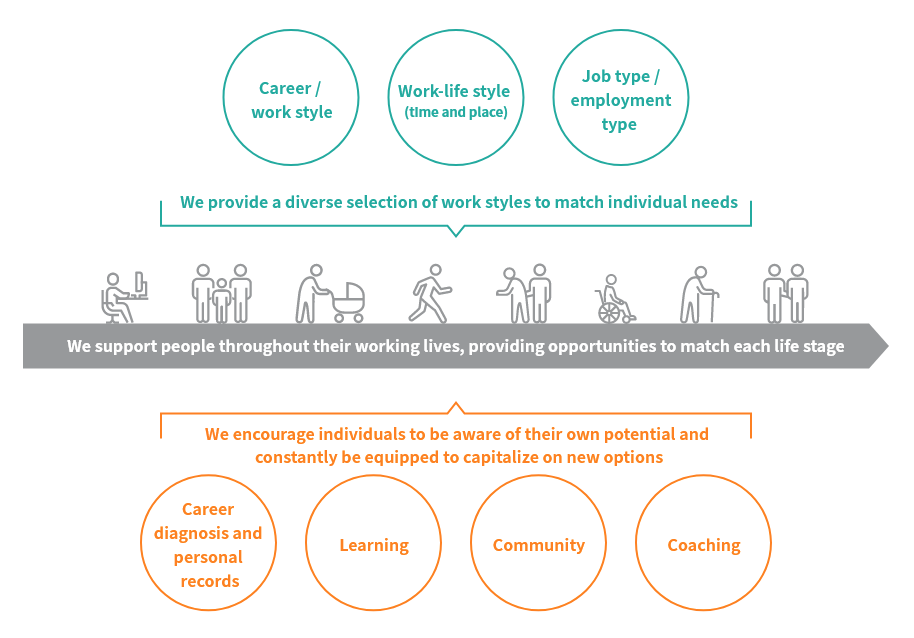 Career /
work style
Work-life style
(tIme and place)
Job type /
employment
type
We provide a diverse selection of work styles to match individual needs
We support people throughout their working lives, providing opportunities to match each life stage
We encourage individuals to be aware of their own potential and
constantly be equipped to capitalize on new options
Career
diagnosis and
personal
records
Learning
Community
Coaching